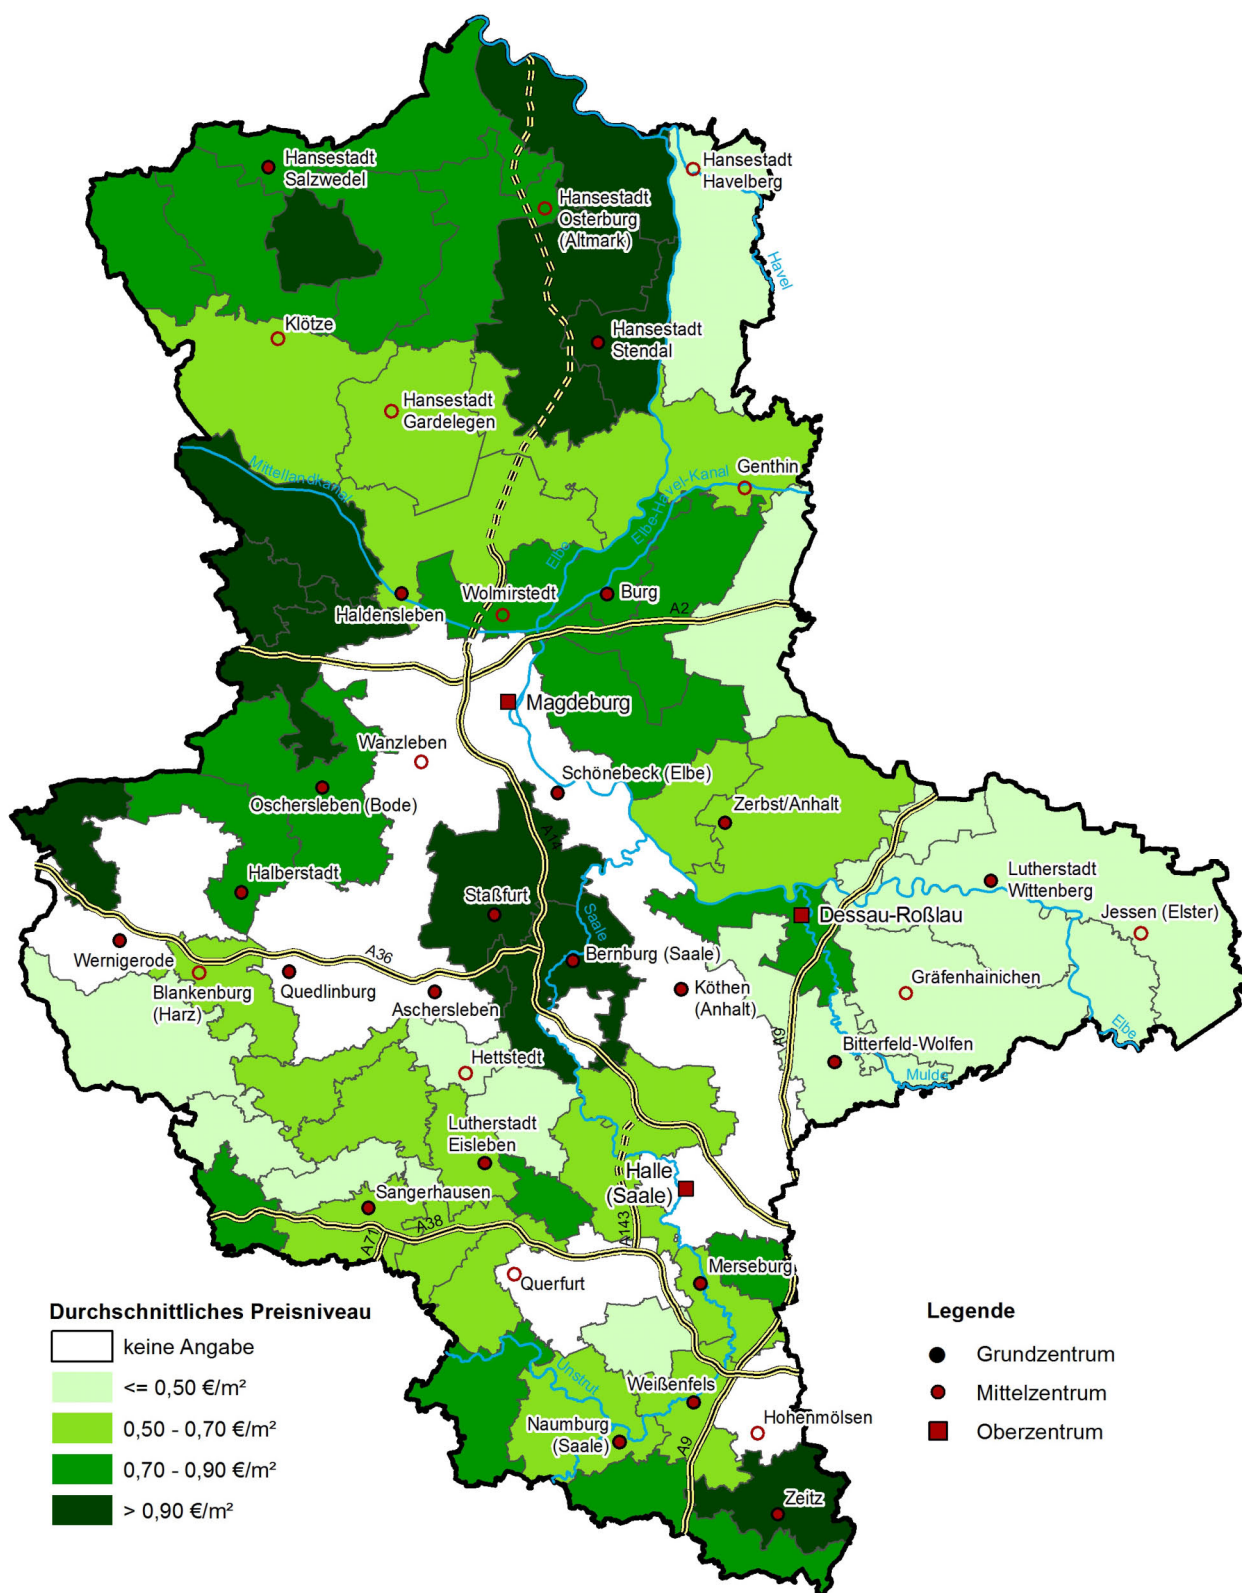 Hansestadt
Salzwedel
Hansestadt
Osterburg
(Altmark)
Hansestadt
Havelberg
Havel
Klötze
Hansestadt
Stendal
Hansestadt
Gardelegen
Mittellandkanal
Genthin
Elbe-Havel-Kanal
Elbe
Haldensleben
Wolmirstedt
Burg
A2
Magdeburg
Wanzleben
Schönebeck (Elbe)
Oschersleben (Bode)
Zerbst/Anhalt
A14
Halberstadt
Staßfurt
Saale
Lutherstadt
Wittenberg
Dessau-Roßlau
Jessen (Elster)
Wernigerode
A36
Blankenburg
(Harz)
Quedlinburg
Aschersleben
Bernburg (Saale)
Köthen
(Anhalt)
Gräfenhainichen
Elbe
A9
Bitterfeld-Wolfen
Mulde
Hettstedt
Lutherstadt
Eisleben
Halle
(Saale)
Sangerhausen
A38
A71
A143
Querfurt
Merseburg
Unstrut
Weißenfels
Naumburg
(Saale)
A9
Hohenmölsen
Zeitz
Durchschnittliches Preisniveau
keine Angabe
<= 0,50 €/m²
0,50 - 0,70 €/m²
0,70 - 0,90 €/m²
> 0,90 €/m²
Legende
Grundzentrum
Mittelzentrum
Oberzentrum